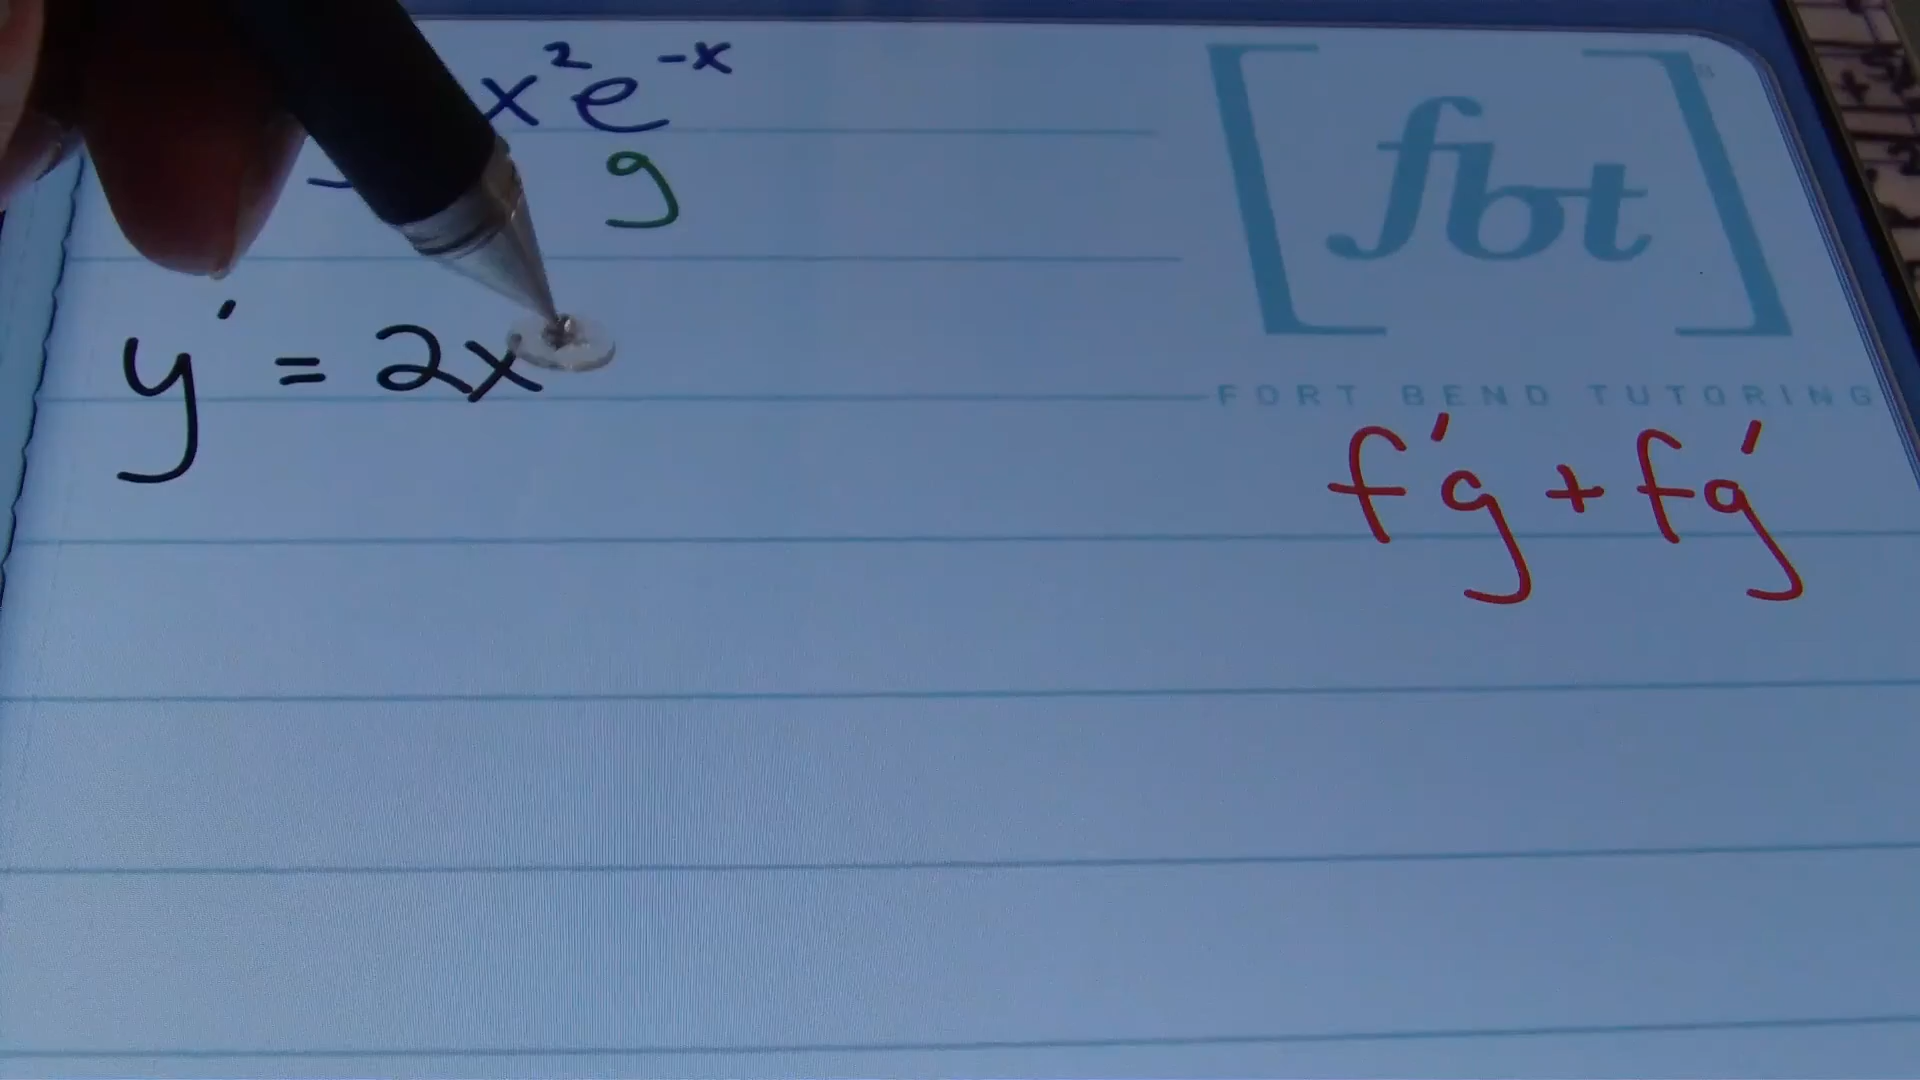 x²e⁻ˣ
g
y' = 2x
[fbt]
FORT BEND TUTORING
f'g + fg'